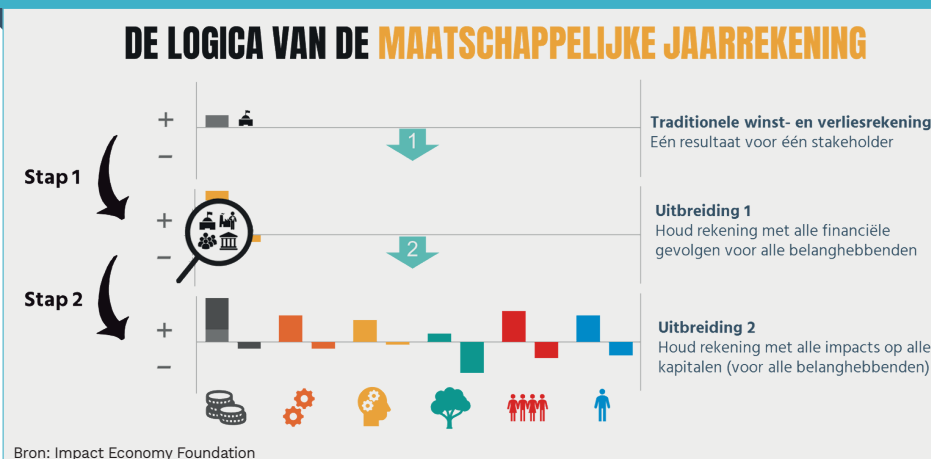 DE LOGICA VAN DE MAATSCHAPPELIJKE JAARREKENING
+
−
1
Traditionele winst- en verliesrekening
Eén resultaat voor één stakeholder
Stap 1
+
−
2
Uitbreiding 1
Houd rekening met alle financiële
gevolgen voor alle belanghebbenden
Stap 2
+
−
Uitbreiding 2
Houd rekening met alle impacts op alle
kapitalen (voor alle belanghebbenden)
Bron: Impact Economy Foundation